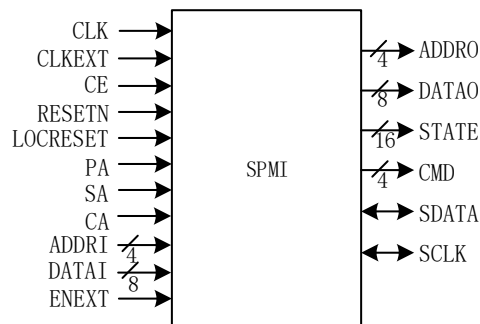 CLK
CLKEXT
CE
RESETN
LOCRESET
PA
SA
CA
ADDRI
4
DATAI
8
ENEXT
SPMI
4
ADDRO
8
DATAO
16
STATE
4
CMD
SDATA
SCLK